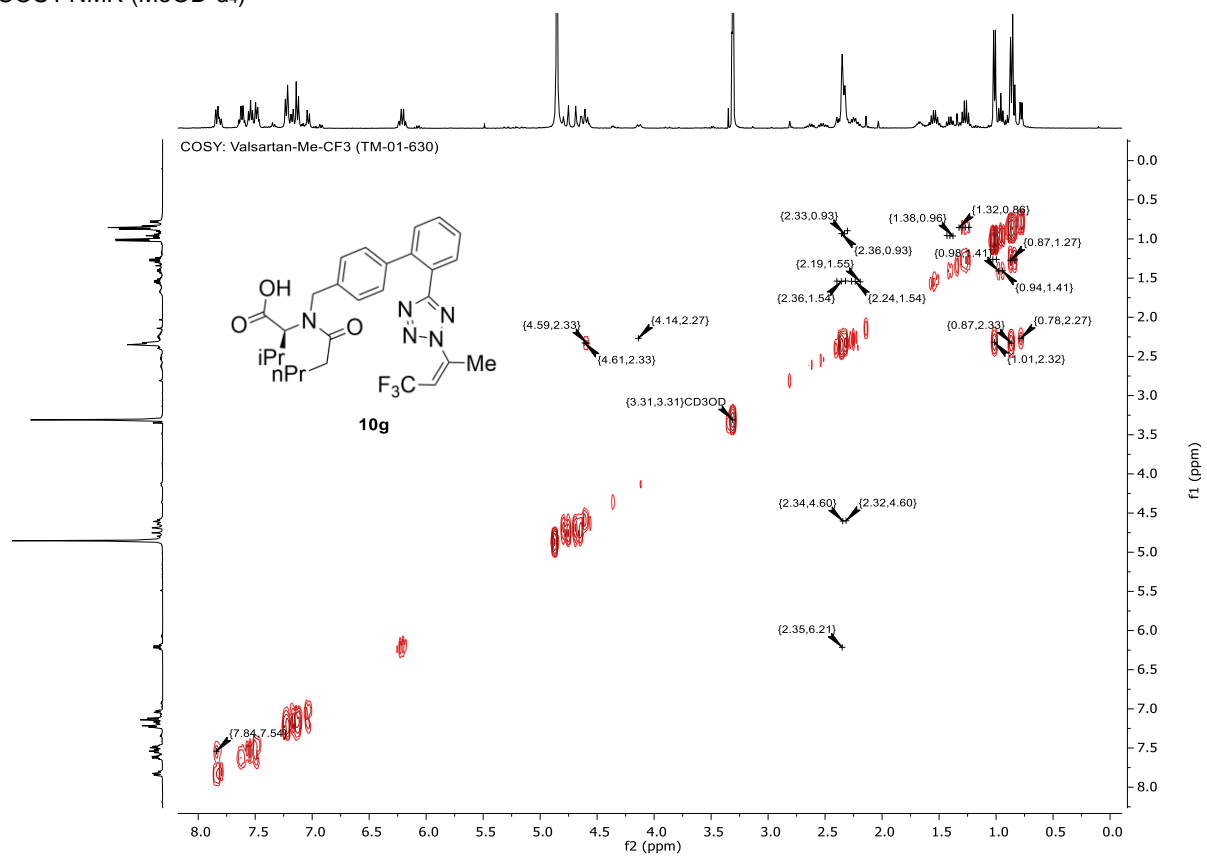 COSY NMR (MeOD-d4)
COSY: Valsartan-Me-CF3 (TM-01-630)
OH
O
N
O
iPr
nPr
N
N
N
N
Me
F3C
10g
{2.33,0.93}
{2.36,0.93}
{1.38,0.96}
{1.32,0.86}
{0.98,1.41}
{0.87,1.27}
{0.94,1.41}
{2.19,1.55}
{2.36,1.54}
{2.24,1.54}
{4.59,2.33}
{4.14,2.27}
{4.61,2.33}
{0.87,2.33}
{0.78,2.27}
{1.01,2.32}
{3.31,3.31}CD3OD
{2.34,4.60}
{2.32,4.60}
{2.35,6.21}
{7.84,7.54}
0.0
0.5
1.0
1.5
2.0
2.5
3.0
3.5
4.0
4.5
5.0
5.5
6.0
6.5
7.0
7.5
8.0
f1 (ppm)
8.0 7.5 7.0 6.5 6.0 5.5 5.0 4.5 4.0 3.5 3.0 2.5 2.0 1.5 1.0 0.5 0.0
f2 (ppm)